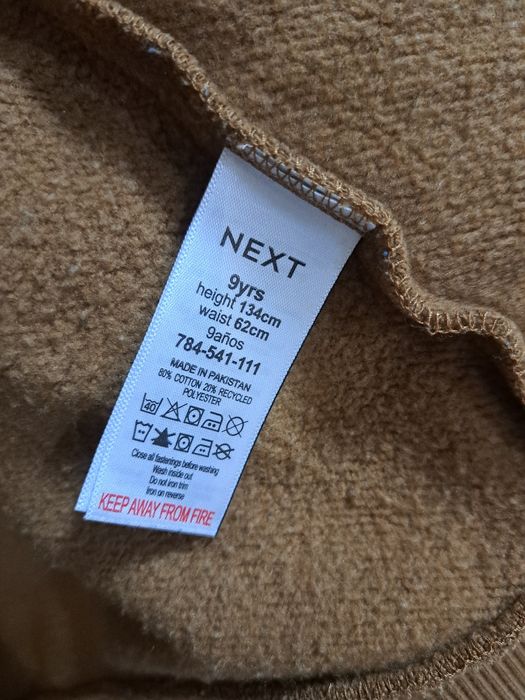 NEXT
9yrs
height 134cm
waist 62cm
9años
784-541-111
MADE IN PAKISTAN
80% COTTON 20% RECYCLED
POLYESTER
40
Close all fastenings before washing
Wash inside out
Do not iron trim
Iron on reverse
KEEP AWAY FROM FIRE